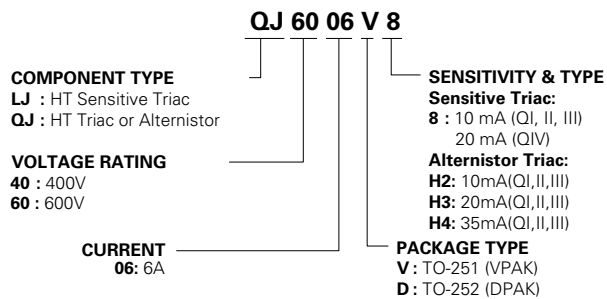 QJ 60 06 V 8
COMPONENT TYPE
LJ : HT Sensitive Triac
QJ : HT Triac or Alternistor
VOLTAGE RATING
40 : 400V
60 : 600V
CURRENT
06: 6A
SENSITIVITY & TYPE
Sensitive Triac:
8 : 10 mA (QI, II, III)
20 mA (QIV)
Alternistor Triac:
H2: 10mA(QI,II,III)
H3: 20mA(QI,II,III)
H4: 35mA(QI,II,III)
PACKAGE TYPE
V : TO-251 (VPAK)
D : TO-252 (DPAK)